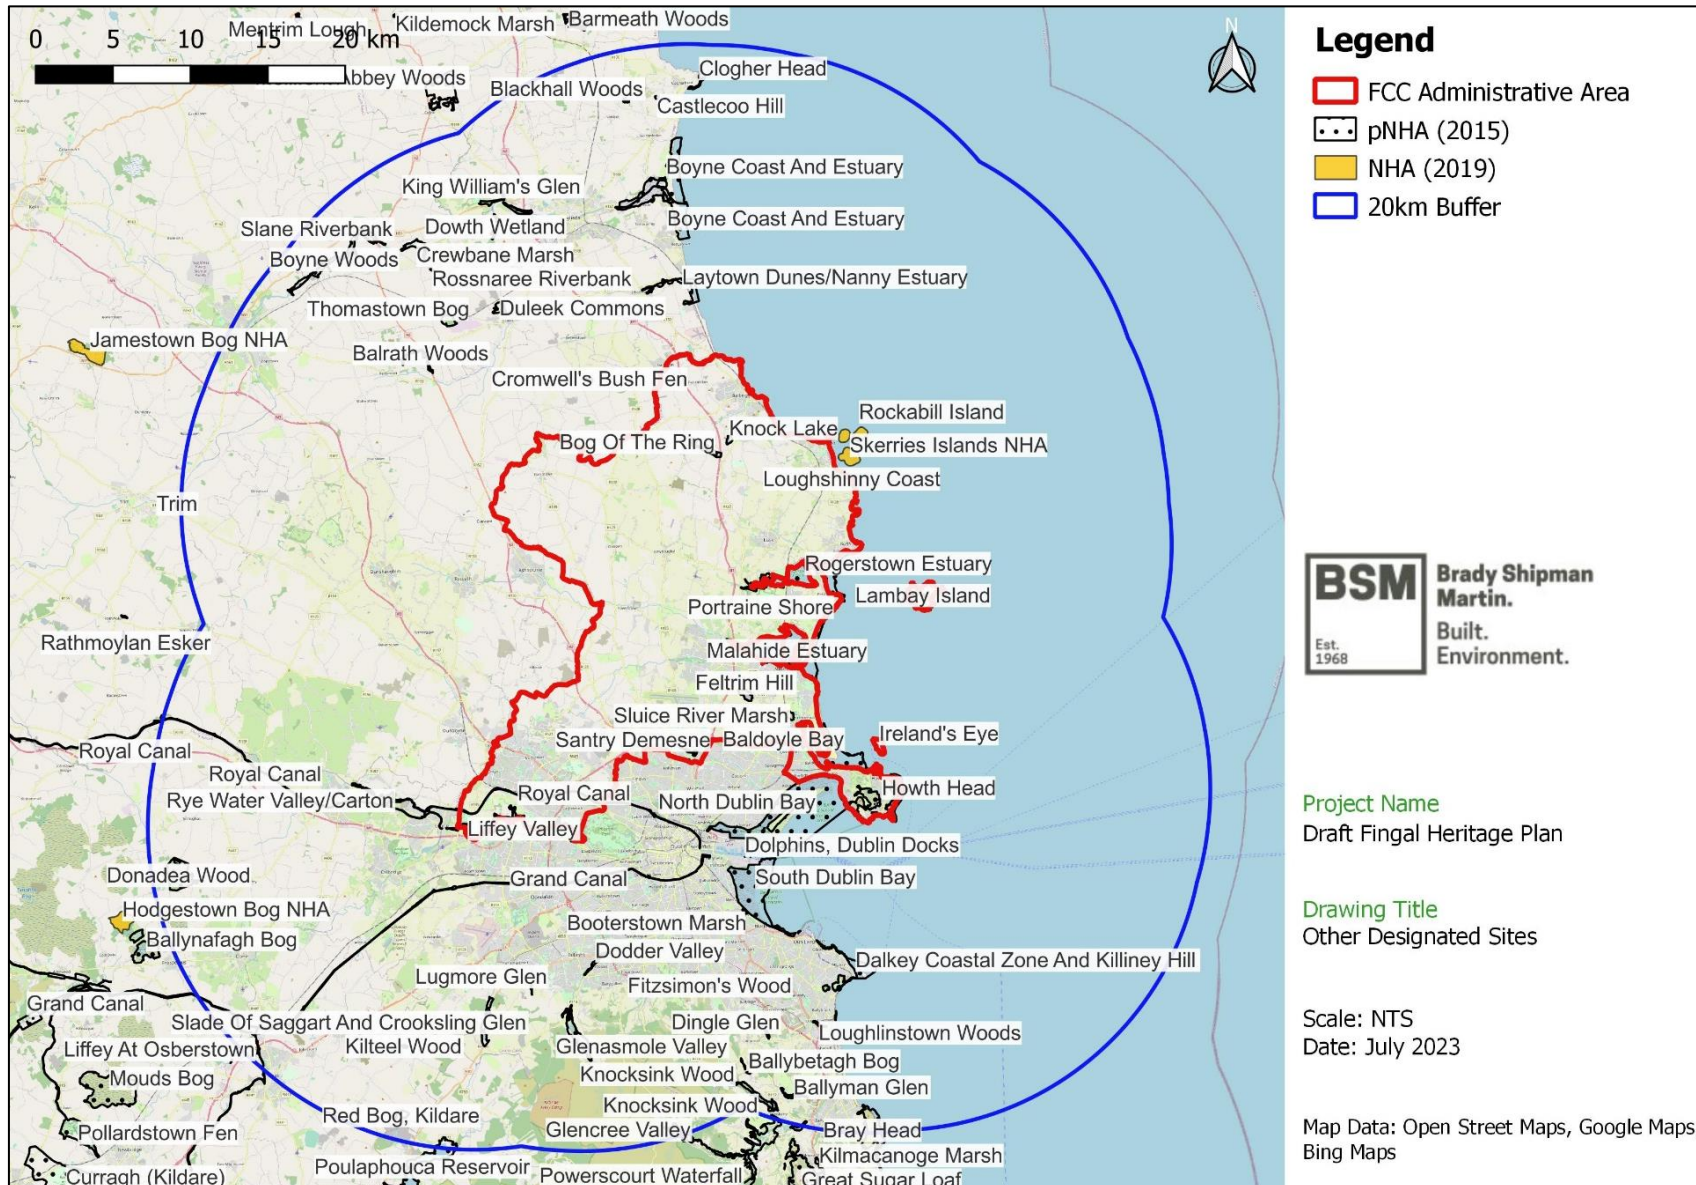 Mentrim Lough
Kildemock Marsh
Barmeath Woods
0 5 10 15 20 km
Abbey Woods
Clogher Head
Blackhall Woods
Castlecoo Hill
Boyne Coast And Estuary
King William's Glen
Boyne Coast And Estuary
Dowth Wetland
Slane Riverbank
Crewbane Marsh
Boyne Woods
Rossnaree Riverbank
Laytown Dunes/Nanny Estuary
Thomastown Bog
Duleek Commons
Jamestown Bog NHA
Balrath Woods
Cromwell's Bush Fen
Rockabill Island
Knock Lake
Bog Of The Ring
Skerries Islands NHA
Loughshinny Coast
Trim
Rogerstown Estuary
Lambay Island
Portraine Shore
Rathmoylan Esker
Malahide Estuary
Feltrim Hill
Sluice River Marsh
Santry Demesne
Baldoyle Bay
Ireland's Eye
Royal Canal
Royal Canal
Howth Head
Rye Water Valley/Carton
Royal Canal
North Dublin Bay
Liffey Valley
Dolphins, Dublin Docks
Donadea Wood
Grand Canal
South Dublin Bay
Hodgestown Bog NHA
Booterstown Marsh
Ballynafagh Bog
Dodder Valley
Dalkey Coastal Zone And Killiney Hill
Lugmore Glen
Fitzsimon's Wood
Grand Canal
Slade Of Saggart And Crooksling Glen
Dingle Glen
Loughlinstown Woods
Kilteel Wood
Glenasmole Valley
Liffey At Osberstown
Ballybetagh Bog
Mouds Bog
Knocksink Wood
Ballyman Glen
Knocksink Wood
Red Bog, Kildare
Glencree Valley
Bray Head
Pollardstown Fen
Kilmacanoge Marsh
Poulaphouca Reservoir
Powerscourt Waterfall
Great Sugar Loaf
Curragh (Kildare)
N
Legend
FCC Administrative Area
pNHA (2015)
NHA (2019)
20km Buffer
BSM
Est.
1968
Brady Shipman
Martin.
Built.
Environment.
Project Name
Draft Fingal Heritage Plan
Drawing Title
Other Designated Sites
Scale: NTS
Date: July 2023
Map Data: Open Street Maps, Google Maps
Bing Maps